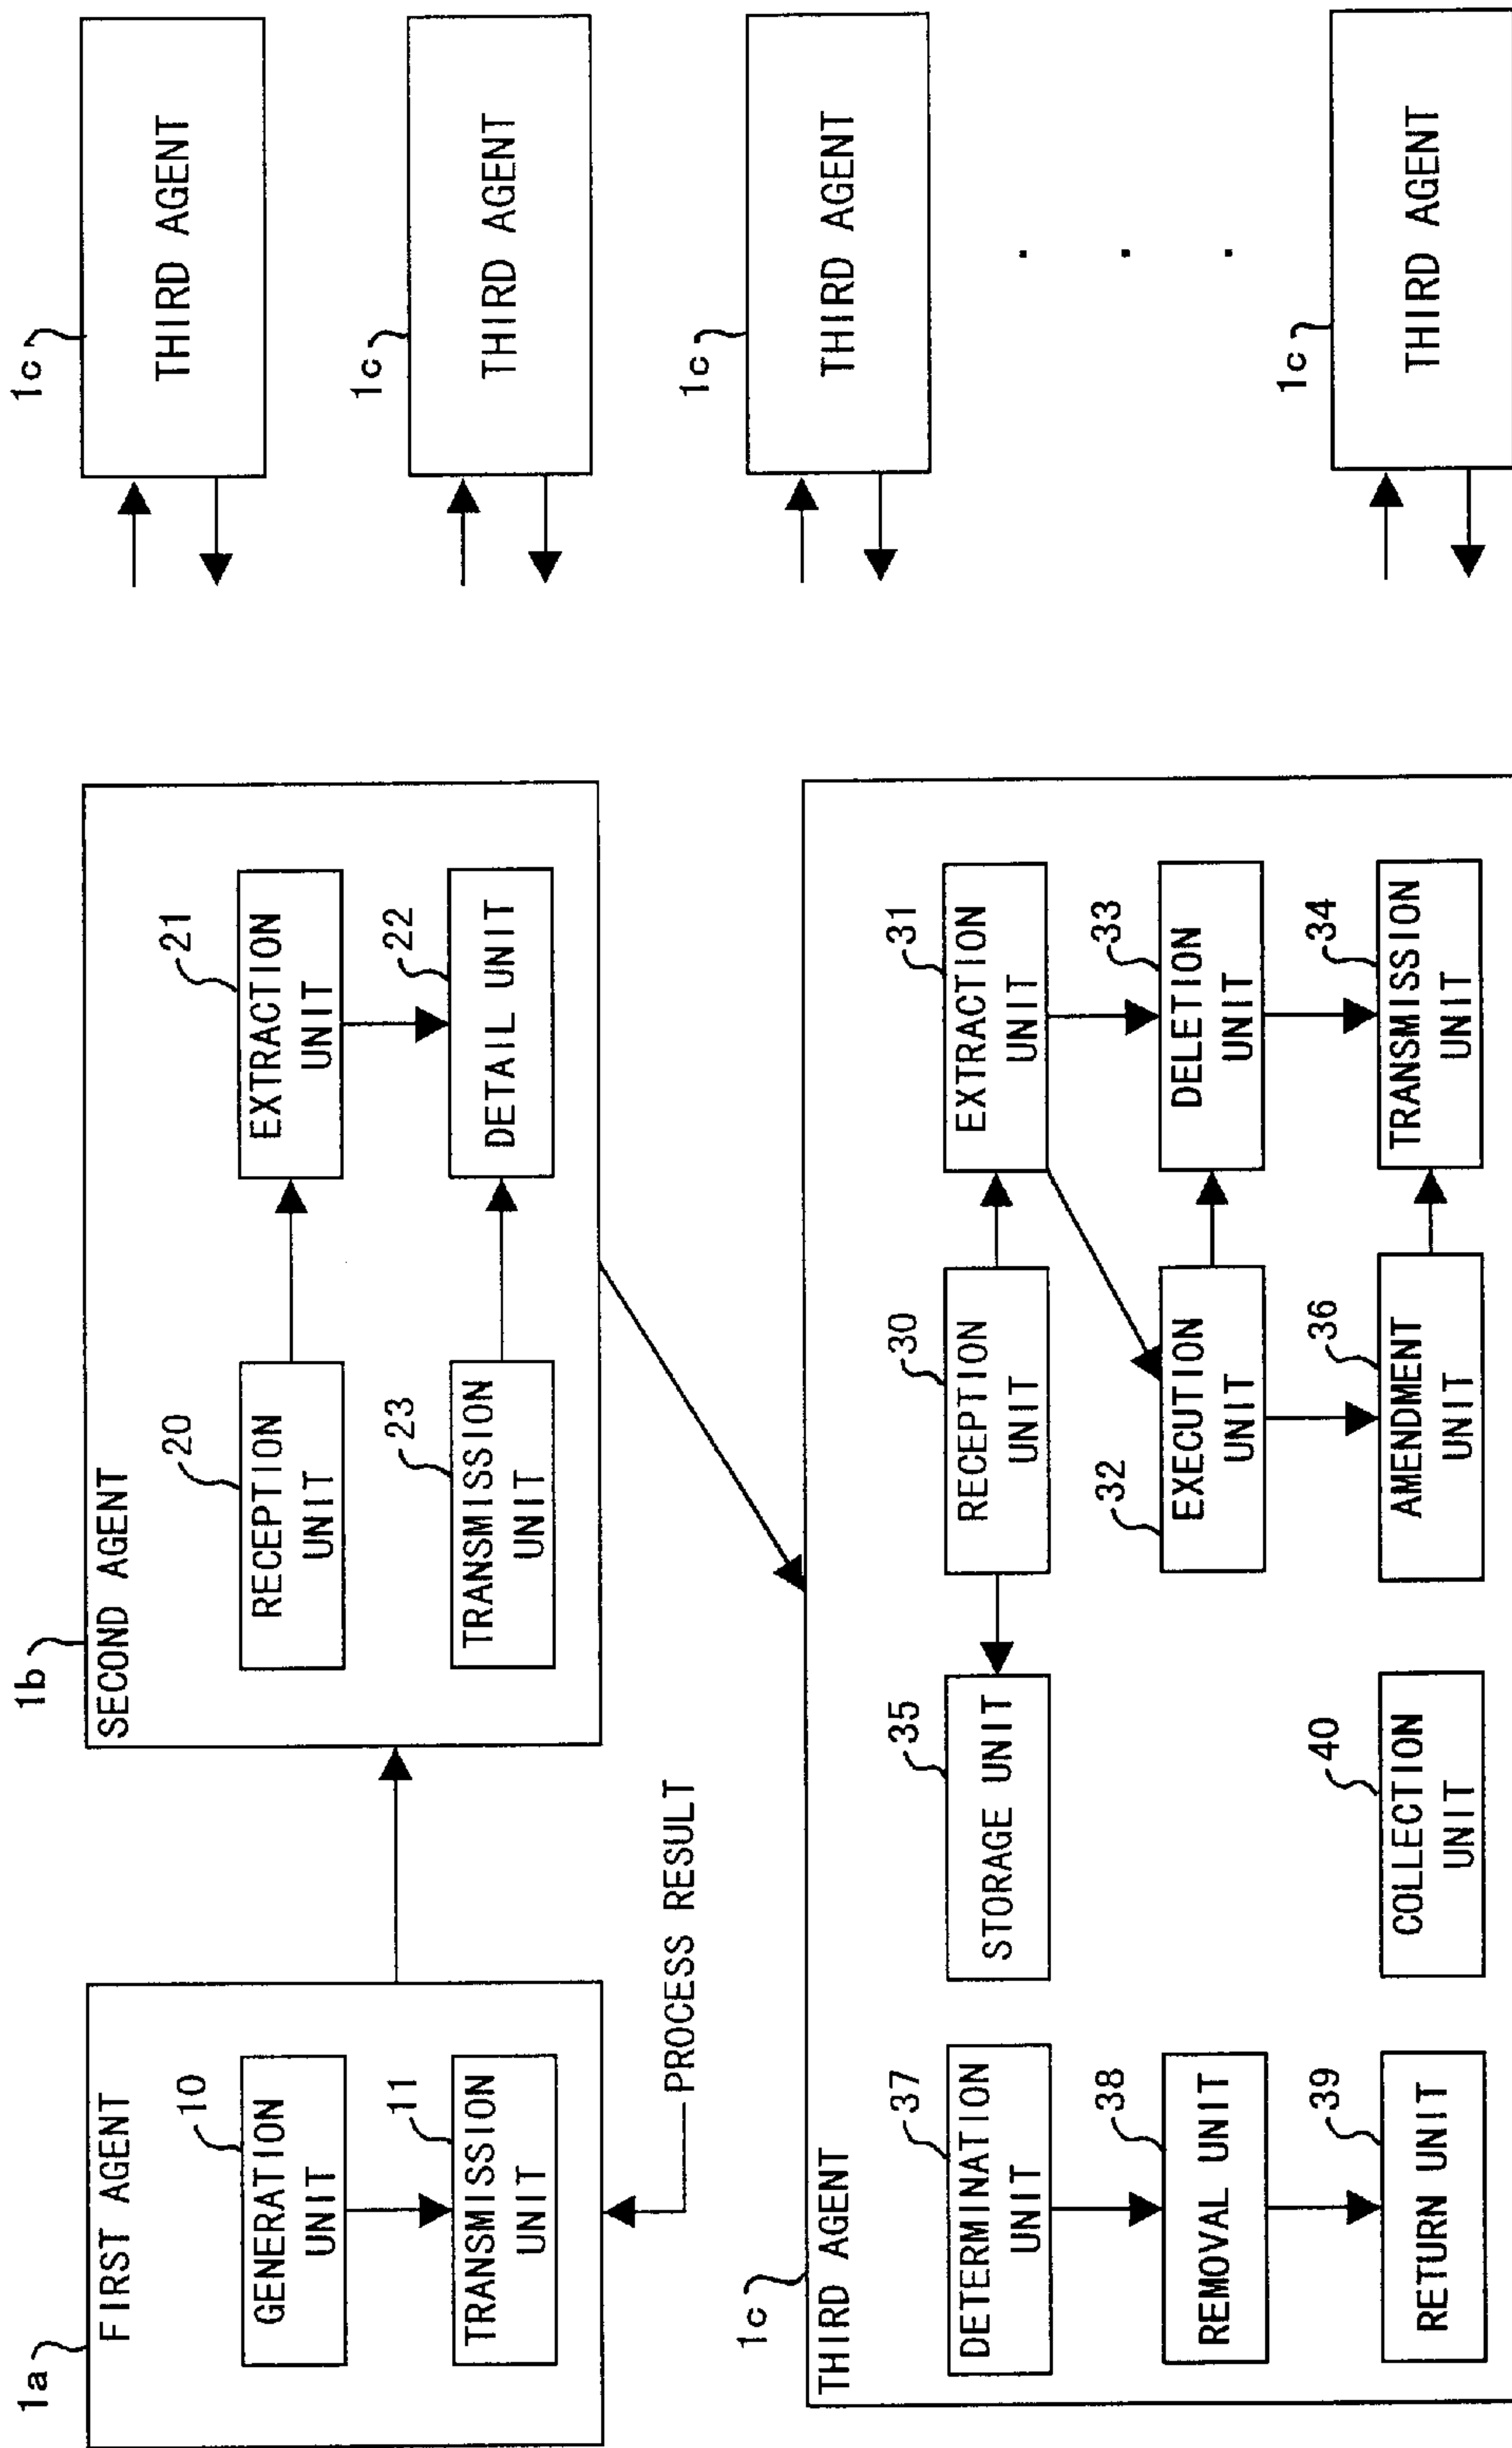 1a
FIRST AGENT
10
GENERATION
UNIT
11
TRANSMISSION
UNIT
PROCESS RESULT
1b
SECOND AGENT
20
RECEPTION
UNIT
21
EXTRACTION
UNIT
23
TRANSMISSION
UNIT
22
DETAIL UNIT
1c
THIRD AGENT
37
DETERMINATION
UNIT
38
REMOVAL UNIT
39
RETURN UNIT
35
STORAGE UNIT
40
COLLECTION
UNIT
30
RECEPTION
UNIT
31
EXTRACTION
UNIT
32
EXECUTION
UNIT
33
DELETION
UNIT
36
AMENDMENT
UNIT
34
TRANSMISSION
UNIT
1c
THIRD AGENT
1c
THIRD AGENT
1c
THIRD AGENT
. . .
1c
THIRD AGENT